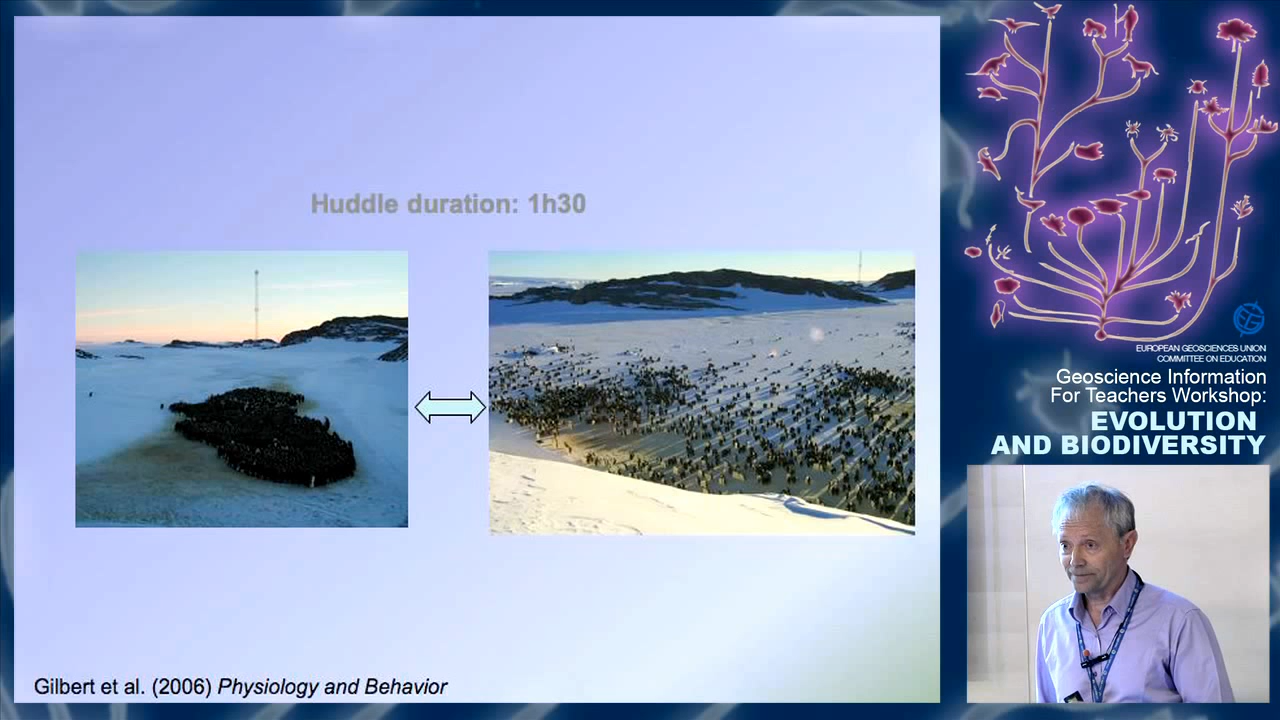 Huddle duration: 1h30
Gilbert et al. (2006) Physiology and Behavior
EUROPEAN GEOSCIENCES UNION
COMMITTEE ON EDUCATION
Geoscience Information
For Teachers Workshop:
EVOLUTION
AND BIODIVERSITY